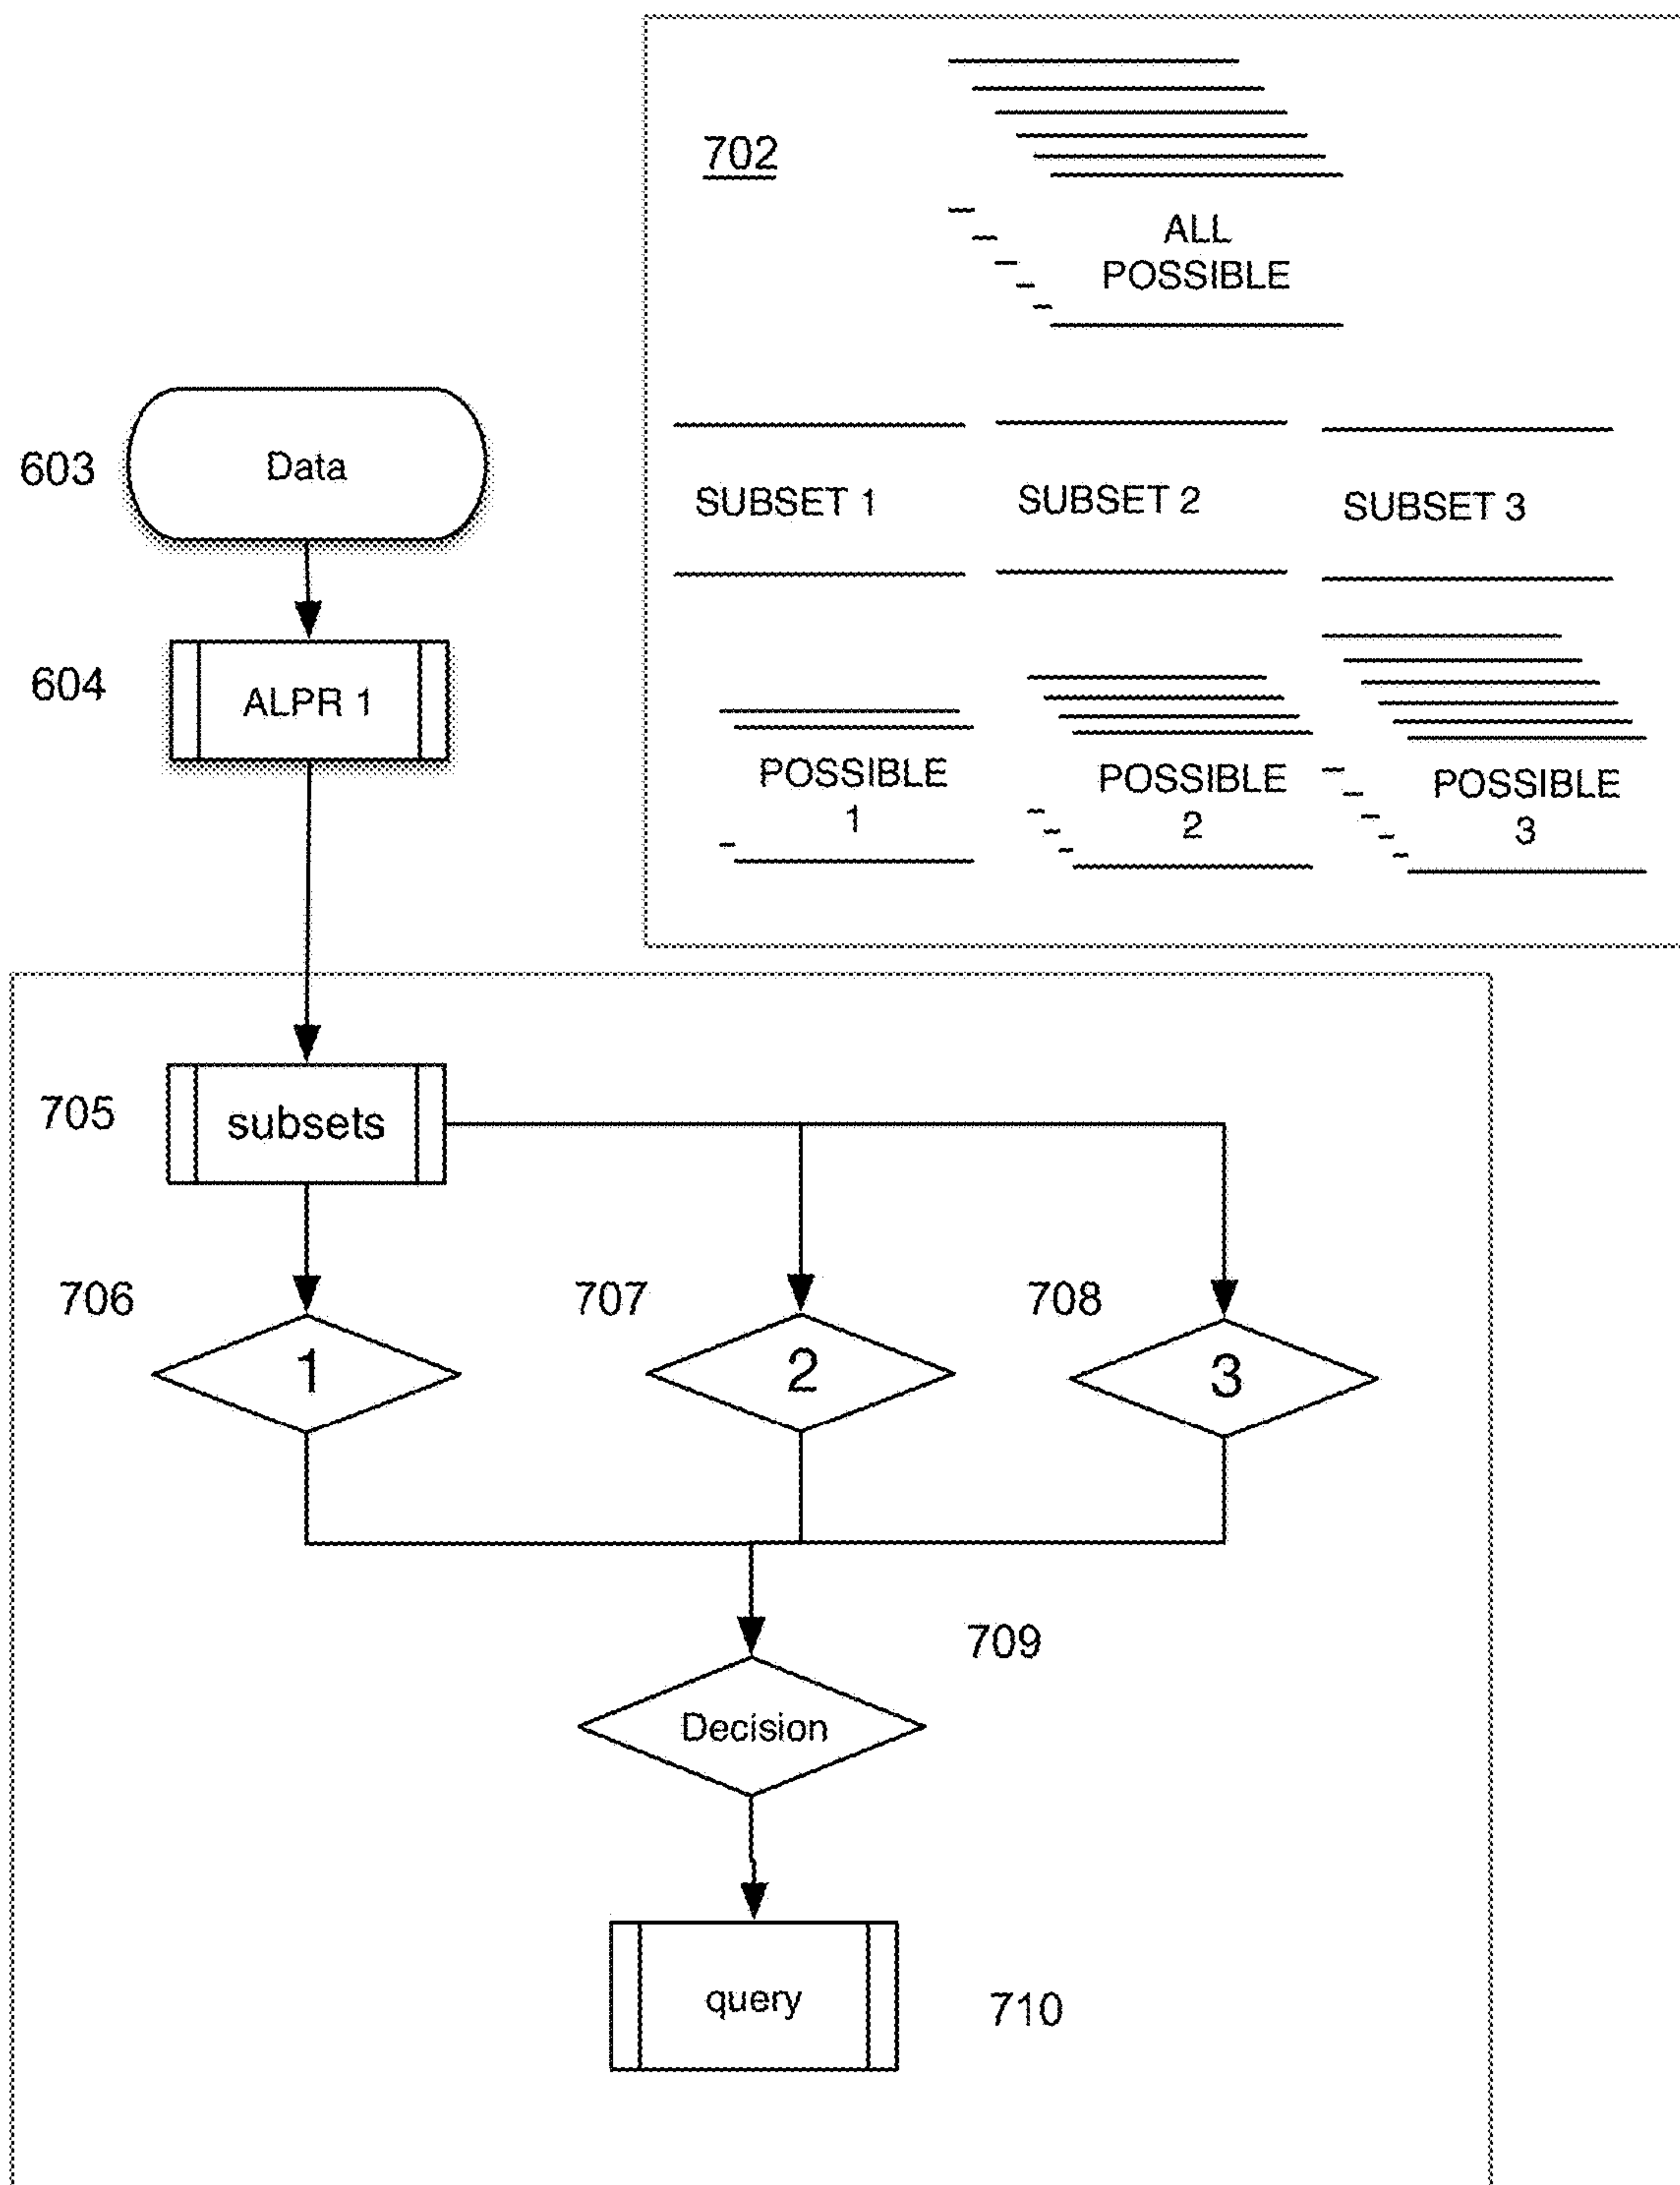 702
ALL
POSSIBLE
603
Data
SUBSET 1
SUBSET 2
SUBSET 3
604
ALPR 1
POSSIBLE
1
POSSIBLE
2
POSSIBLE
3
705
subsets
706
707
708
1
2
3
709
Decision
query
710